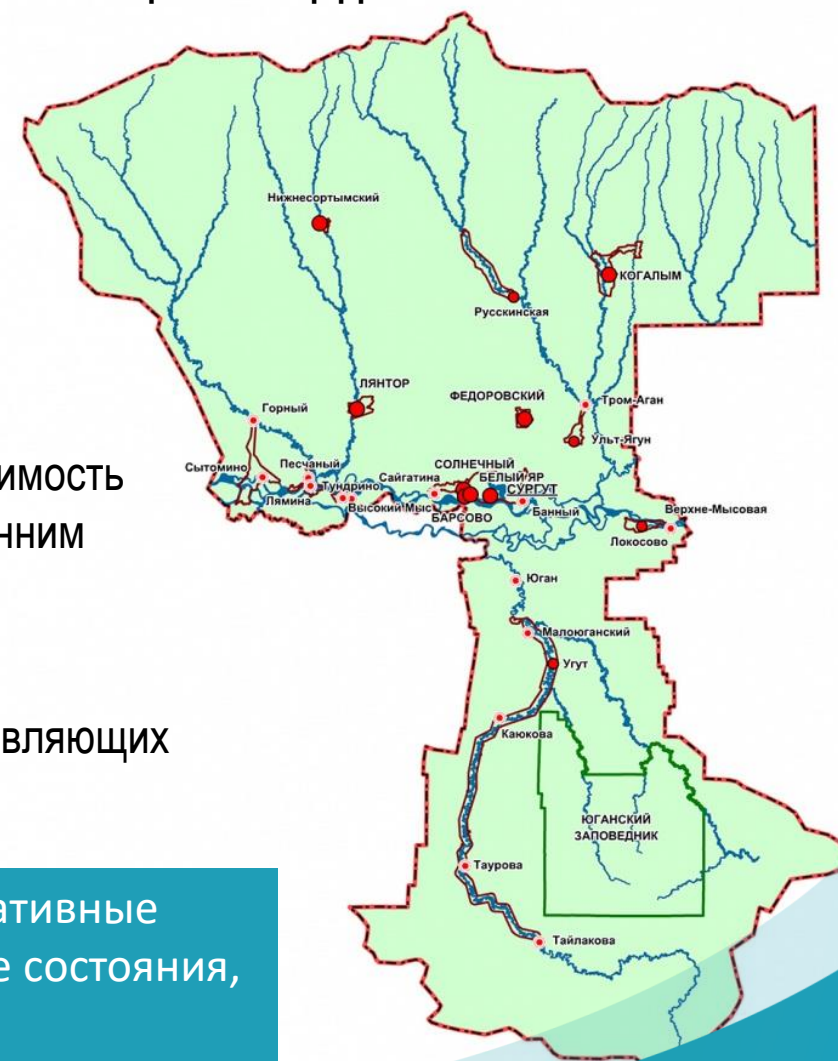 Нижнесортымский
КОГАЛЫМ
Русскинская
ЛЯНТОР
ФЕДОРОВСКИЙ
Тром-Аган
Горный
Ульт-Ягун
Сытомино
Песчаный
Сайгатина
СОЛНЕЧНЫЙ
БЕЛЫЙ ЯР
имость
Тундрино
СУРГУТ
Лямина
Высокий Мыс
БАРСОВО
Банный
Верхне-Мысовая
нним
Локосово
Юган
Малоюганский
Угут
вляющих
Каюкова
ЮГАНСКИЙ
ЗАПОВЕДНИК
Таурова
ативные
Тайлакова
е состояния,